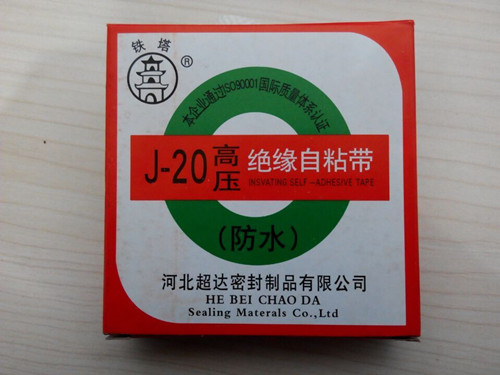 铁塔
®
本企业通过ISO90001国际质量体系认证
J-20 高压 绝缘自粘带
INSVATING SELF-ADHESIVE TAPE
(防水)
河北超达密封制品有限公司
HE BEI CHAO DA
Sealing Materals Co.,Ltd